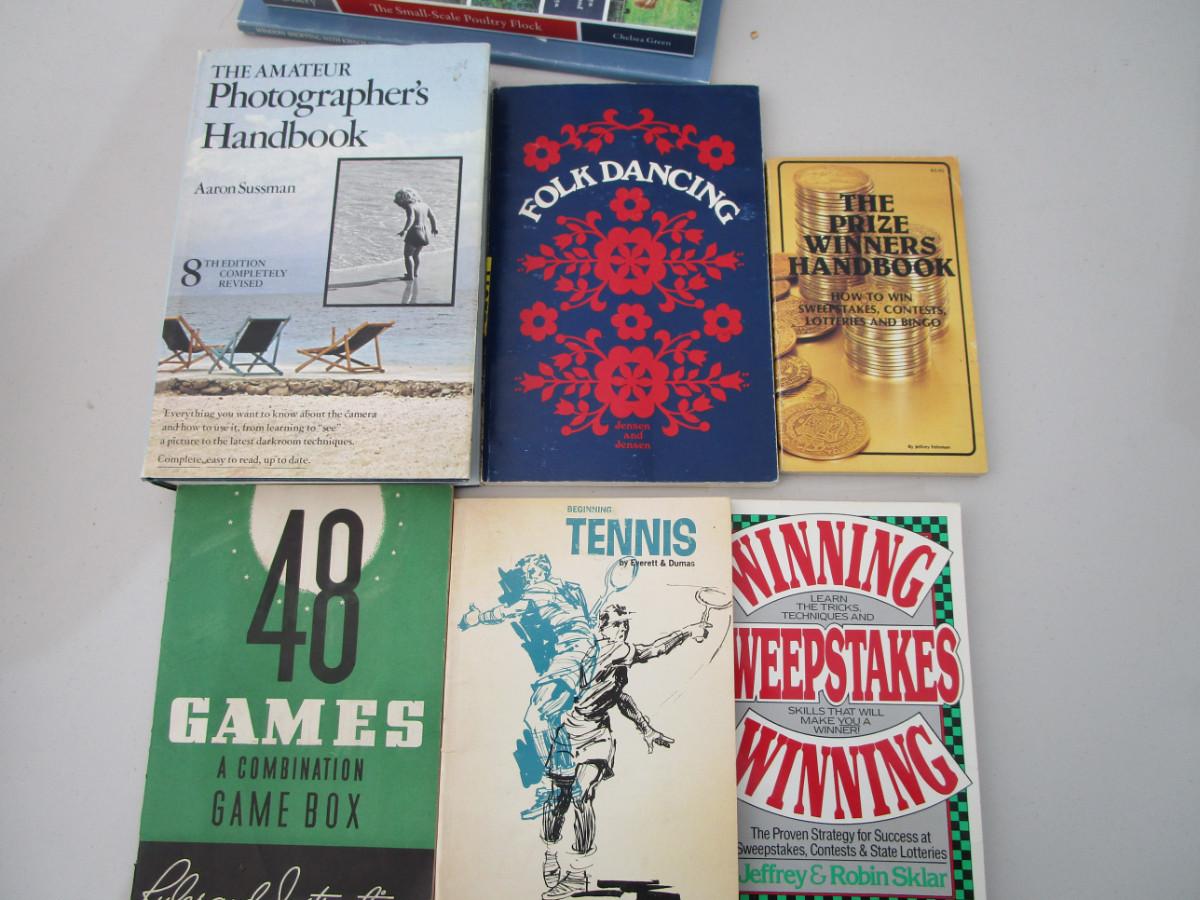 The Small-Scale Poultry Flock
Chelsea Green
THE AMATEUR
Photographer's
Handbook
Aaron Sussman
8TH EDITION
COMPLETELY
REVISED
Everything you want to know about the camera
and how to use it, from learning to "see"
a picture to the latest darkroom techniques.
Complete, easy to read, up to date.
FOLK DANCING
Jensen
and
Jensen
THE
PRIZE
WINNERS
HANDBOOK
HOW TO WIN
SWEEPSTAKES, CONTESTS,
LOTTERIES AND BINGO
48
GAMES
A COMBINATION
GAME BOX
Rules and
BEGINNING
TENNIS
by Everett & Dumas
WINNING
LEARN
THE TRICKS,
TECHNIQUES AND
WEEPSTAKES
SKILLS THAT WILL
MAKE YOU A
WINNER!
WINNING
The Proven Strategy for Success at
Sweepstakes, Contests & State Lotteries
Jeffrey & Robin Sklar